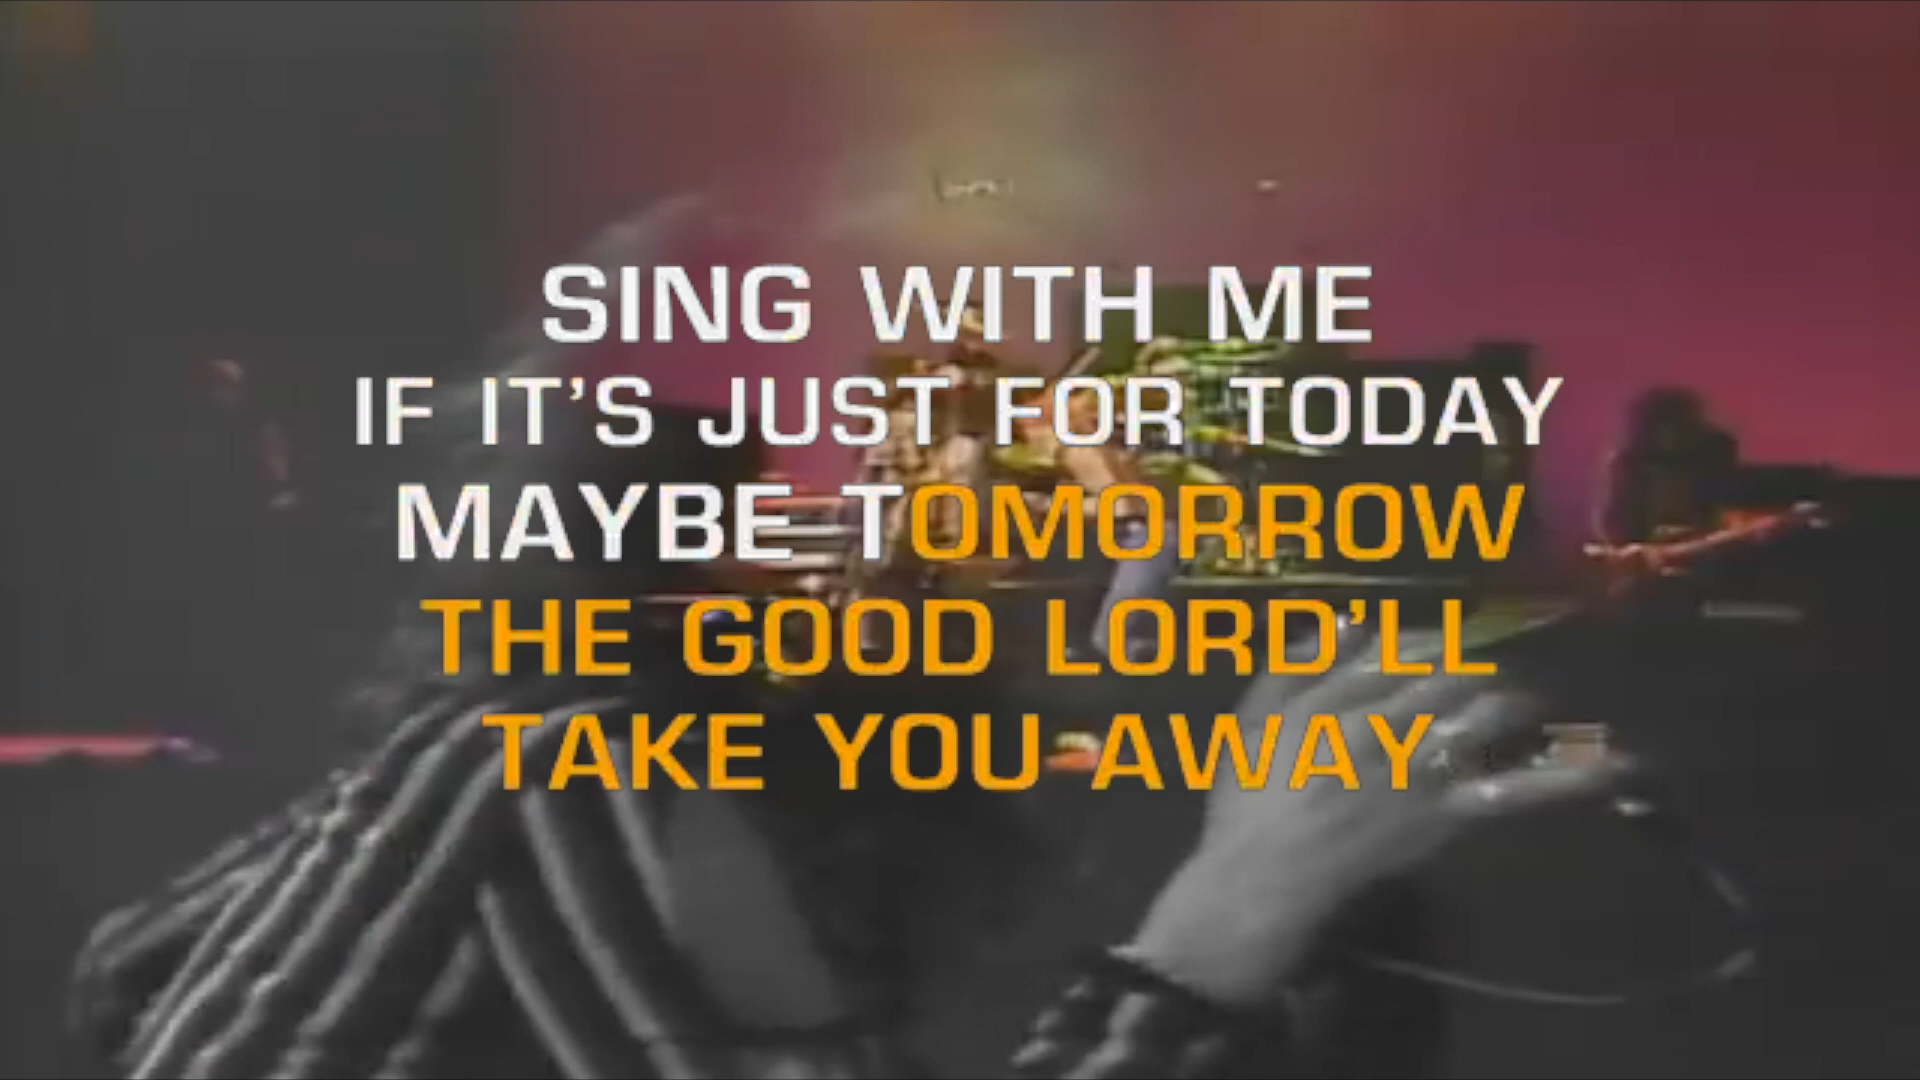 SING WITH ME
IF IT'S JUST FOR TODAY
MAYBE TOMORROW
THE GOOD LORD'LL
TAKE YOU AWAY